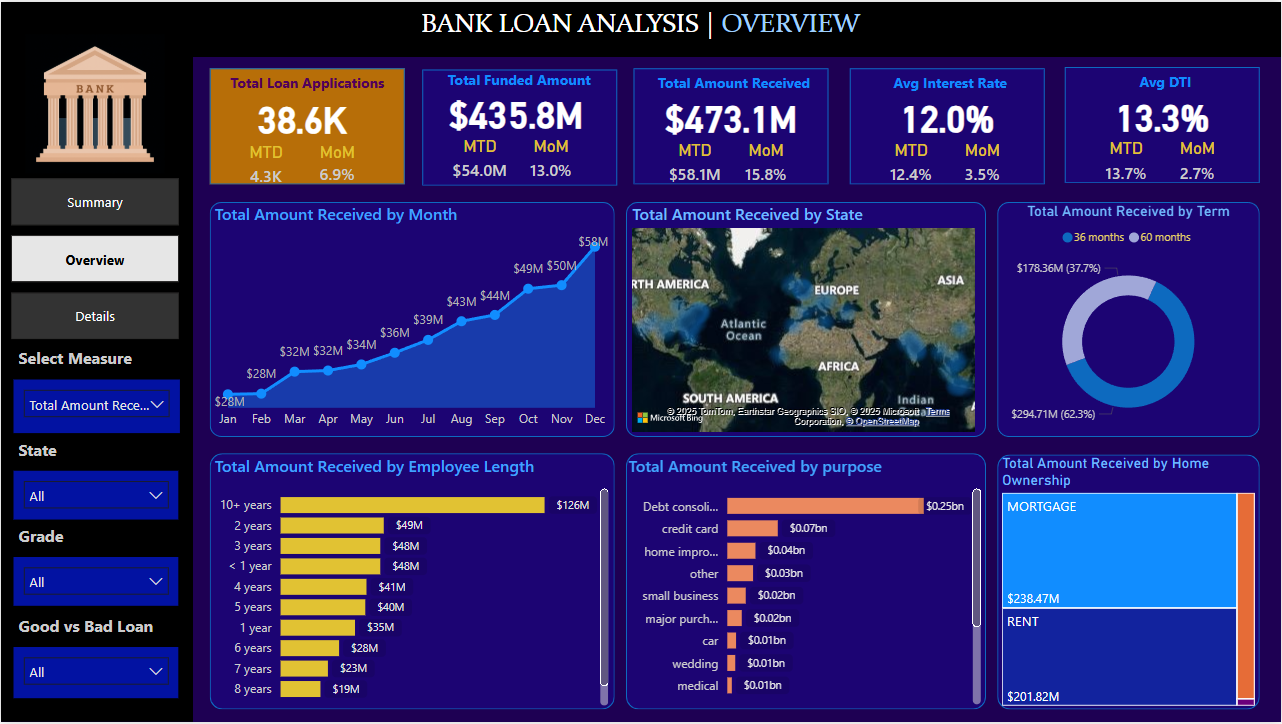 BANK LOAN ANALYSIS | OVERVIEW
BANK
Summary
Overview
Details
Select Measure
Total Amount Rece...
State
All
Grade
All
Good vs Bad Loan
All
Total Loan Applications
38.6K
MTD MoM
4.3K 6.9%
Total Funded Amount
$435.8M
MTD MoM
$54.0M 13.0%
Total Amount Received
$473.1M
MTD MoM
$58.1M 15.8%
Avg Interest Rate
12.0%
MTD MoM
12.4% 3.5%
Avg DTI
13.3%
MTD MoM
13.7% 2.7%
Total Amount Received by Month
$28M $28M $32M $32M $34M $36M $39M $43M $44M $49M $50M $58M
Jan Feb Mar Apr May Jun Jul Aug Sep Oct Nov Dec
Total Amount Received by State
RTH AMERICA
EUROPE
ASIA
Atlantic
Ocean
AFRICA
SOUTH AMERICA
Indian
Microsoft Bing
© 2025 TomTom, Earthstar Geographics SIO, © 2025 Microsoft Terms
Corporation, © OpenStreetMap
Total Amount Received by Term
36 months 60 months
$178.36M (37.7%)
$294.71M (62.3%)
Total Amount Received by Employee Length
10+ years $126M
2 years $49M
3 years $48M
< 1 year $48M
4 years $41M
5 years $40M
1 year $35M
6 years $28M
7 years $23M
8 years $19M
Total Amount Received by purpose
Debt consoli... $0.25bn
credit card $0.07bn
home impro... $0.04bn
other $0.03bn
small business $0.02bn
major purch... $0.02bn
car $0.01bn
wedding $0.01bn
medical $0.01bn
Total Amount Received by Home
Ownership
MORTGAGE
$238.47M
RENT
$201.82M